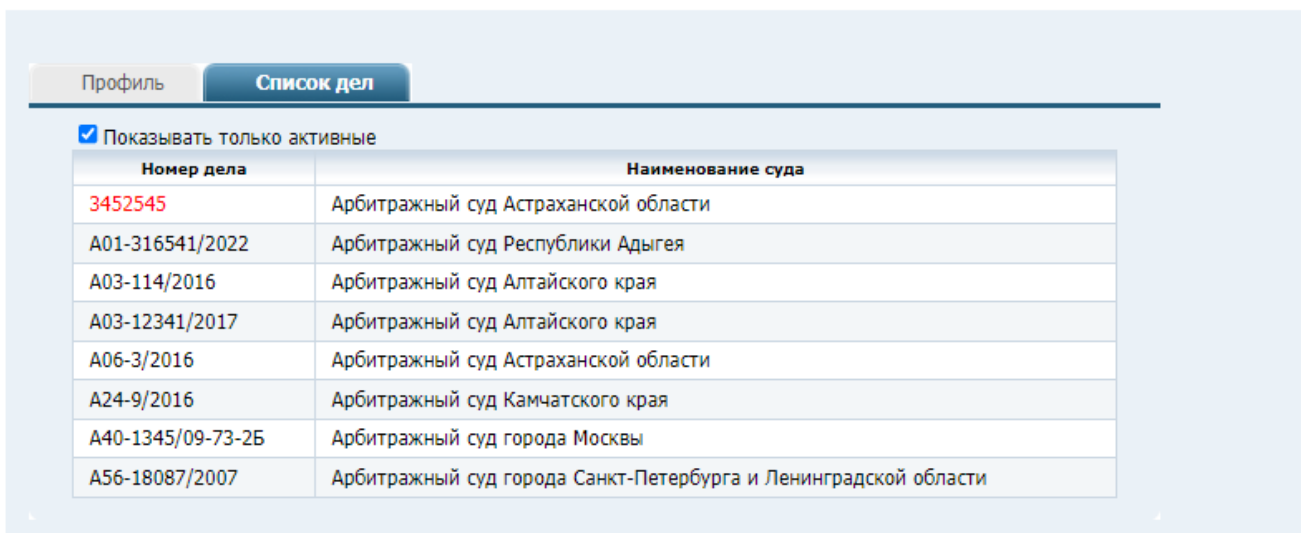 Профиль Список дел
Показывать только активные
Номер дела Наименование суда
3452545 Арбитражный суд Астраханской области
А01-316541/2022 Арбитражный суд Республики Адыгея
А03-114/2016 Арбитражный суд Алтайского края
А03-12341/2017 Арбитражный суд Алтайского края
А06-3/2016 Арбитражный суд Астраханской области
А24-9/2016 Арбитражный суд Камчатского края
А40-1345/09-73-2Б Арбитражный суд города Москвы
А56-18087/2007 Арбитражный суд города Санкт-Петербурга и Ленинградской области